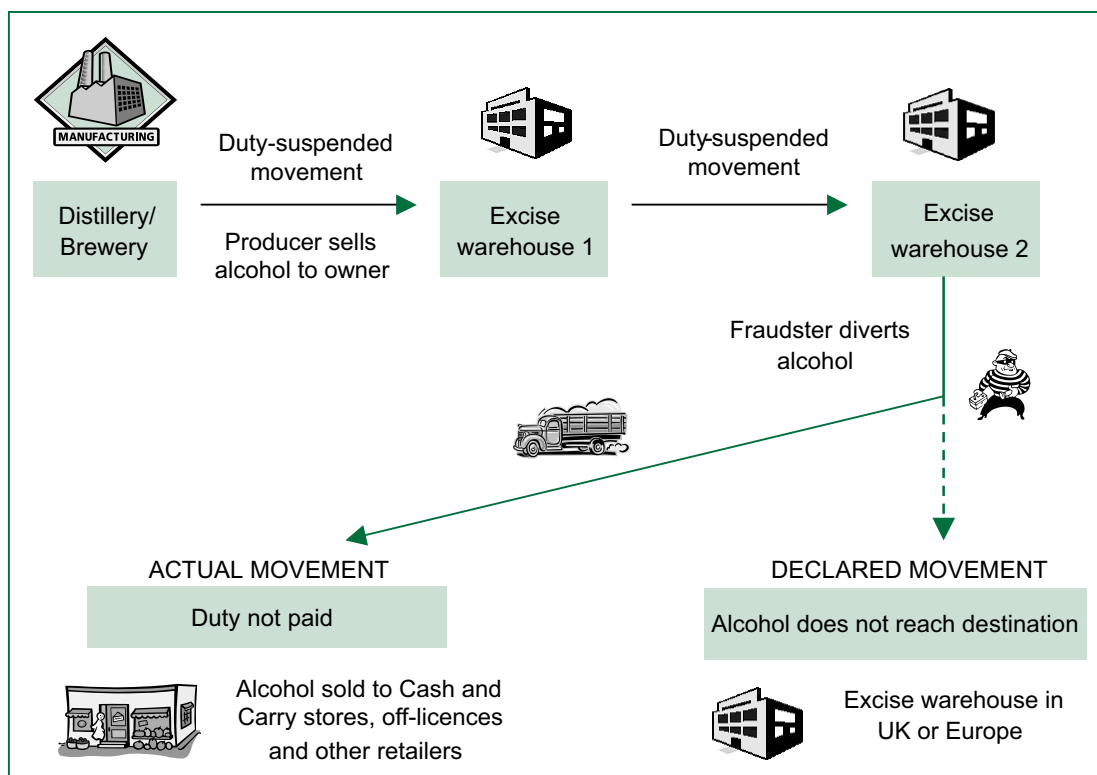 MANUFACTURING
Distillery/
Brewery
Duty-suspended
movement
Producer sells
alcohol to owner
Excise
warehouse 1
Duty-suspended
movement
Excise
warehouse 2
Fraudster diverts
alcohol
ACTUAL MOVEMENT
Duty not paid
Alcohol sold to Cash and
Carry stores, off-licences
and other retailers
DECLARED MOVEMENT
Alcohol does not reach destination
Excise warehouse in
UK or Europe